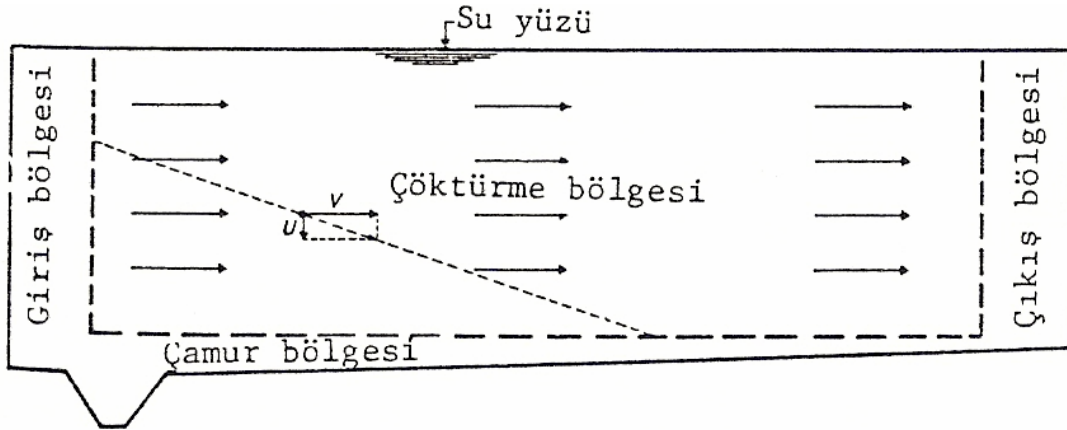 Su yüzü
Giriş bölgesi
Çöktürme bölgesi
v
u
Çıkış bölgesi
Çamur bölgesi